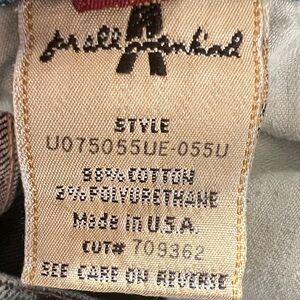 for all mankind
STYLE
U075055UE-055U
98% COTTON
2% POLYURETHANE
Made in U.S.A.
CUT# 709362
SEE CARE ON REVERSE